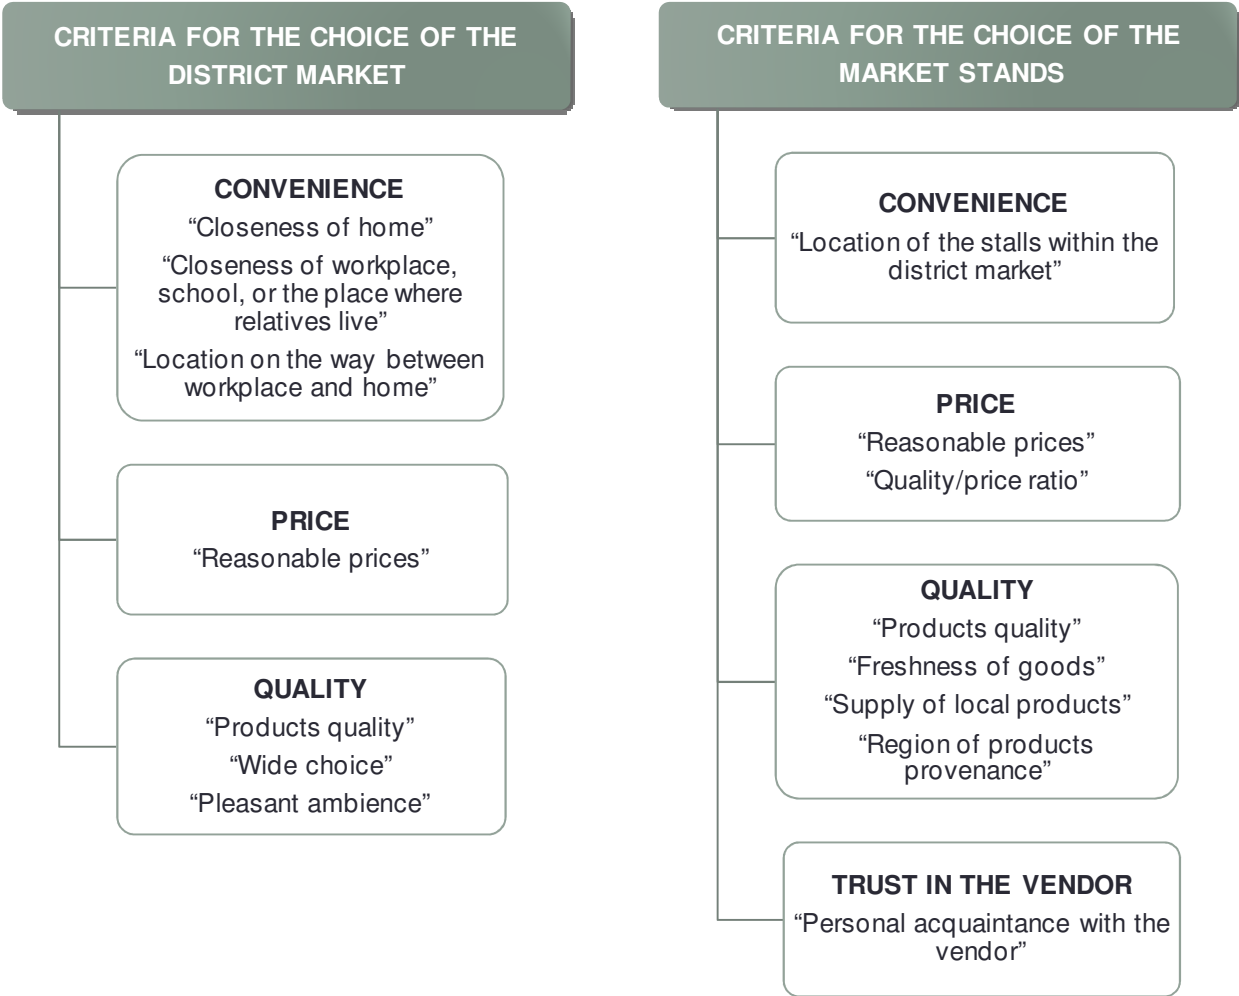 CRITERIA FOR THE CHOICE OF THE
DISTRICT MARKET
CONVENIENCE
“Closeness of home”
“Closeness of workplace,
school, or the place where
relatives live”
“Location on the way between
workplace and home”
PRICE
“Reasonable prices”
QUALITY
“Products quality”
“Wide choice”
“Pleasant ambience”
CRITERIA FOR THE CHOICE OF THE
MARKET STANDS
CONVENIENCE
“Location of the stalls within the
district market”
PRICE
“Reasonable prices”
“Quality/price ratio”
QUALITY
“Products quality”
“Freshness of goods”
“Supply of local products”
“Region of products
provenance”
TRUST IN THE VENDOR
“Personal acquaintance with the
vendor”